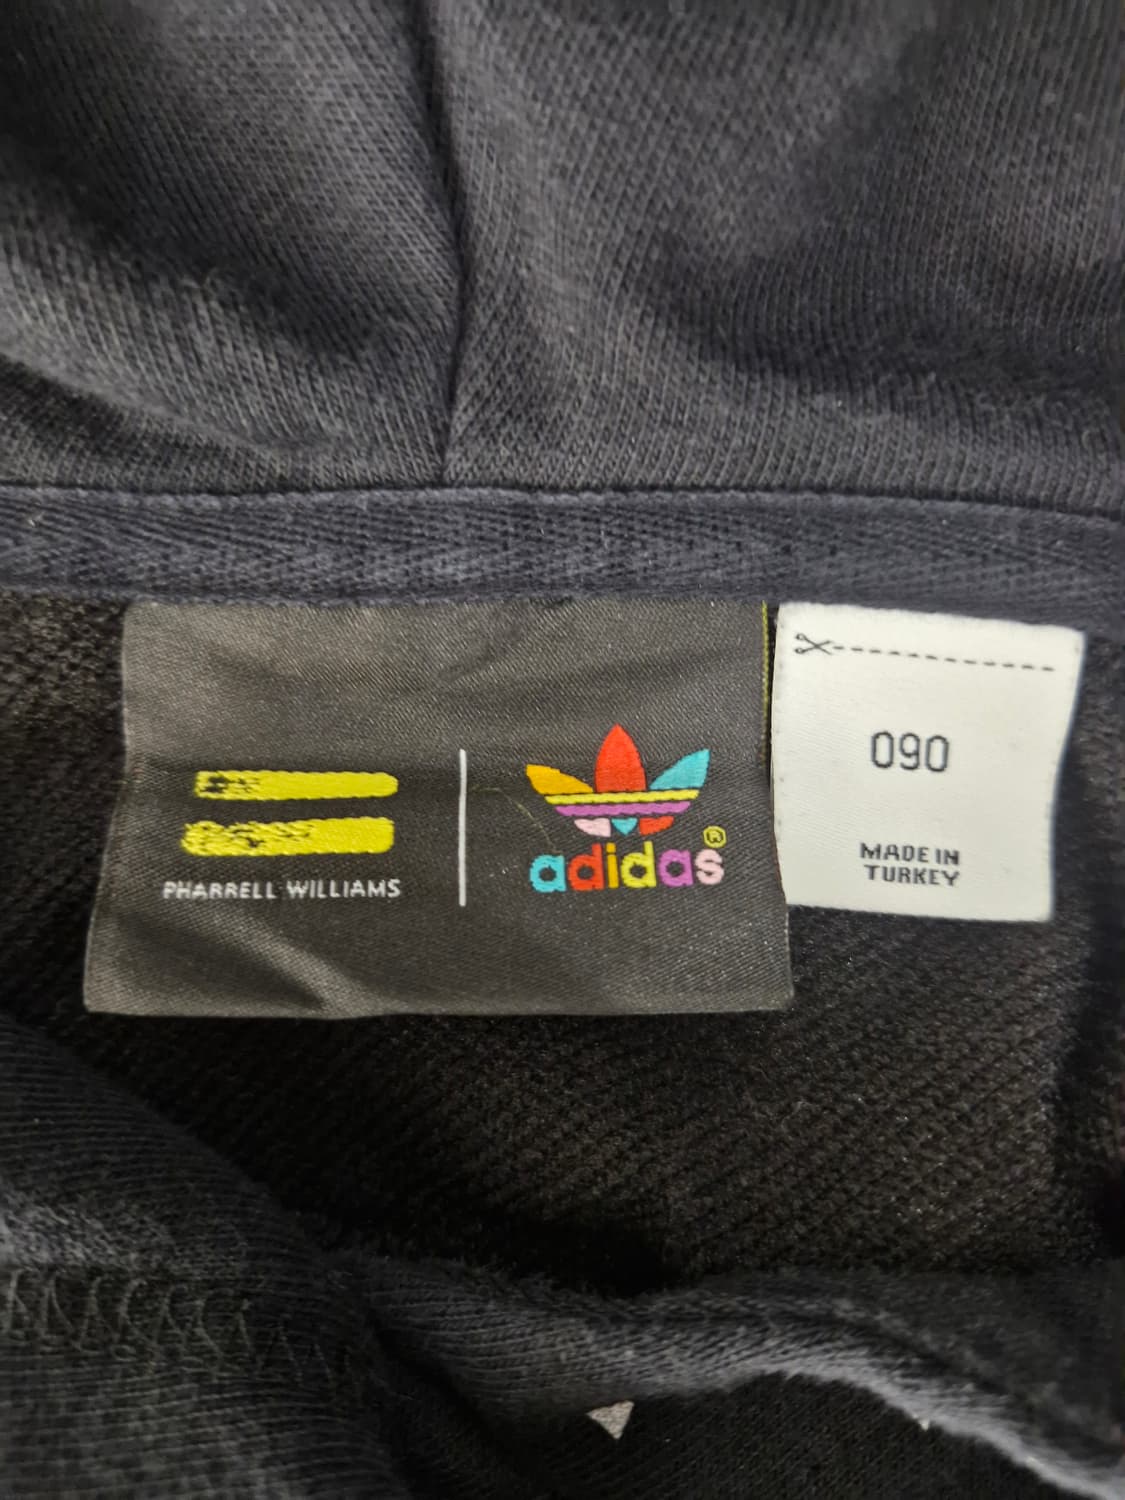 PHARRELL WILLIAMS
adidas®
090
MADE IN
TURKEY